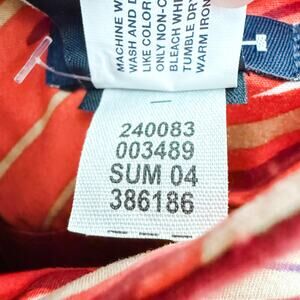 MACHINE W
WASH AND D
LIKE COLOR
ONLY NON-C
BLEACH WHE
TUMBLE DRY
WARM IRON
240083
003489
SUM 04
386186